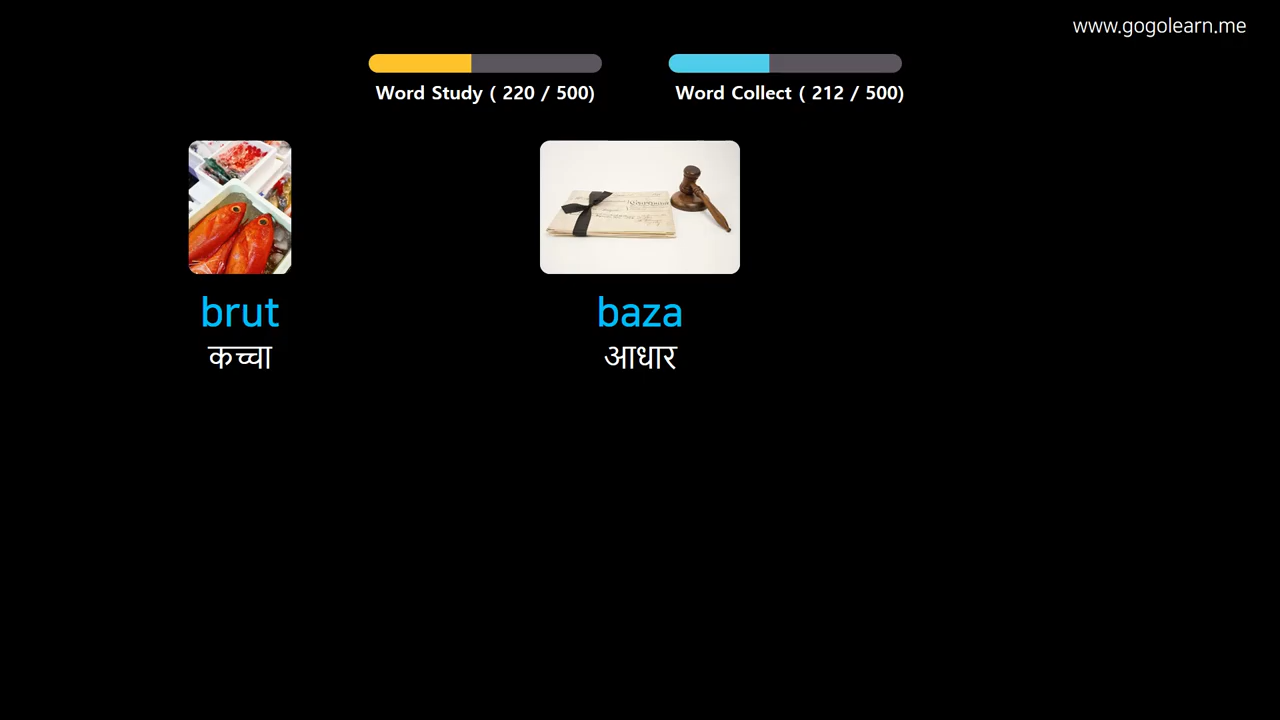 www.gogolearn.me
Word Study ( 220 / 500)
Word Collect ( 212 / 500)
brut
कच्चा
baza
आधार